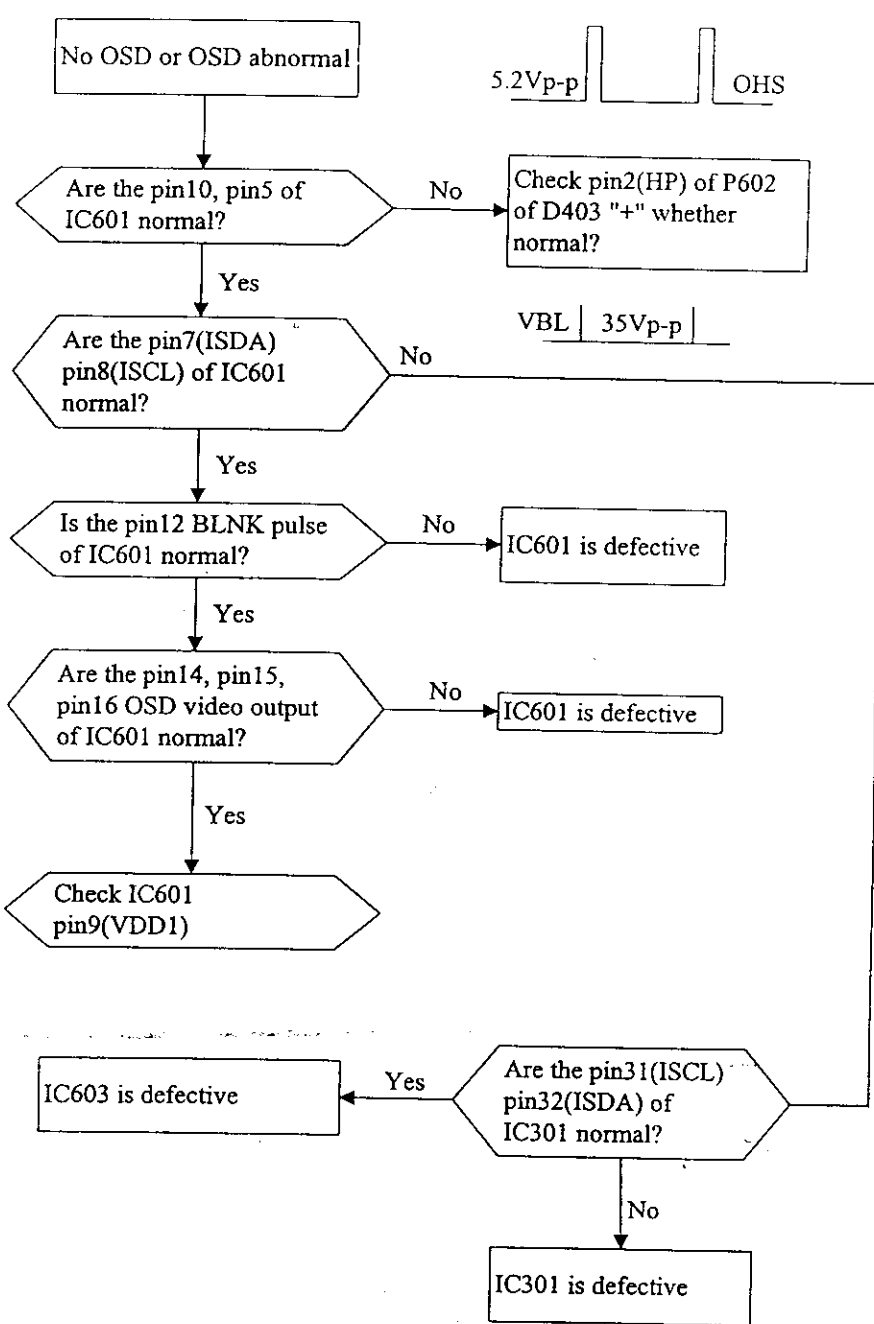 No OSD or OSD abnormal
5.2Vp-p
OHS
Are the pin10, pin5 of
IC601 normal?
No
Check pin2(HP) of P602
of D403 "+" whether
normal?
Yes
VBL
35Vp-p
Are the pin7(ISDA)
pin8(ISCL) of IC601
normal?
No
Yes
Is the pin12 BLNK pulse
of IC601 normal?
No
IC601 is defective
Yes
Are the pin14, pin15,
pin16 OSD video output
of IC601 normal?
No
IC601 is defective
Yes
Check IC601
pin9(VDD1)
IC603 is defective
Yes
Are the pin31(ISCL)
pin32(ISDA) of
IC301 normal?
No
IC301 is defective